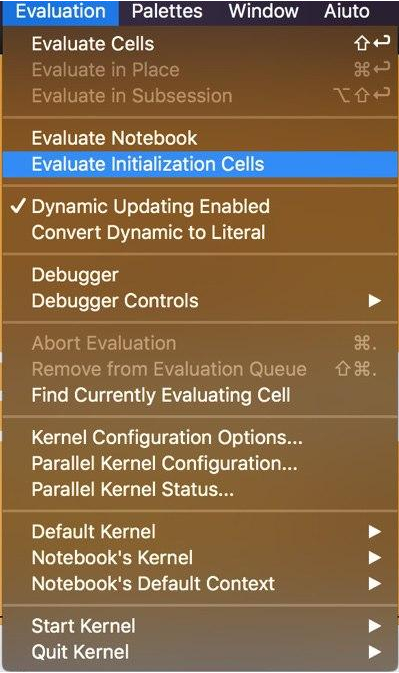 Evaluation Palettes Window Aiuto
Evaluate Cells ⇧↩
Evaluate in Place ⌘↩
Evaluate in Subsession ⌥⇧↩
Evaluate Notebook
Evaluate Initialization Cells
✓ Dynamic Updating Enabled
Convert Dynamic to Literal
Debugger
Debugger Controls ▶
Abort Evaluation ⌘.
Remove from Evaluation Queue ⇧⌘.
Find Currently Evaluating Cell
Kernel Configuration Options...
Parallel Kernel Configuration...
Parallel Kernel Status...
Default Kernel ▶
Notebook's Kernel ▶
Notebook's Default Context ▶
Start Kernel ▶
Quit Kernel ▶